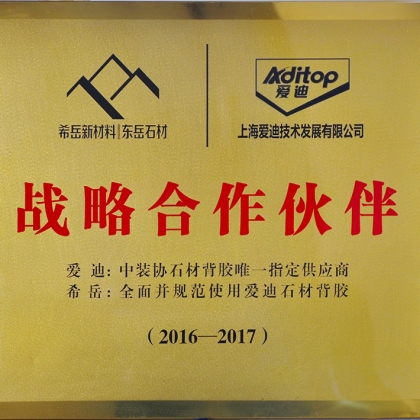 希岳新材料|东岳石材
Aditop
爱迪
上海爱迪技术发展有限公司
战略合作伙伴
爱 迪:中装协石材背胶唯一指定供应商
希 岳:全面并规范使用爱迪石材背胶
(2016—2017)